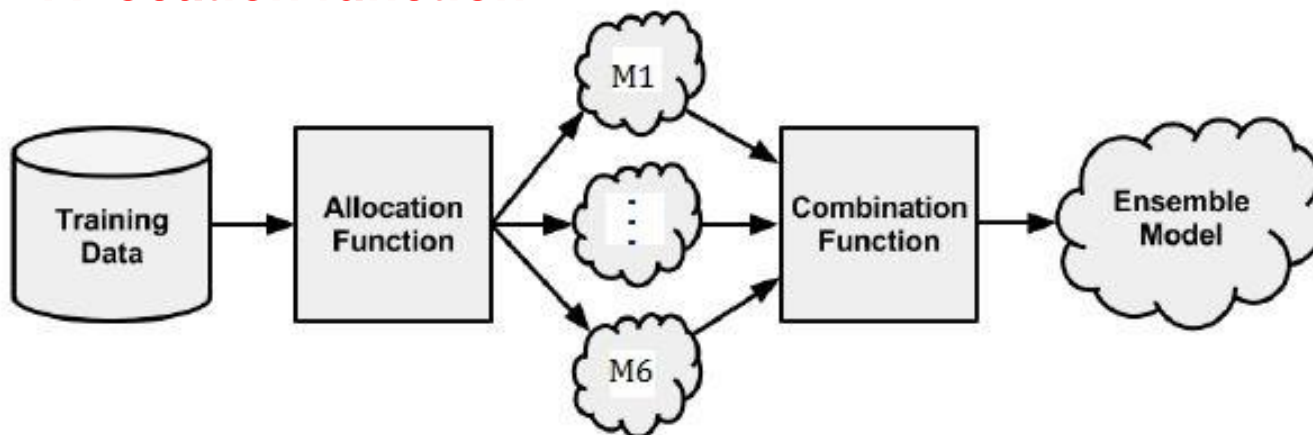 M1
Training
Data
Allocation
Function
⋮
Combination
Function
Ensemble
Model
M6